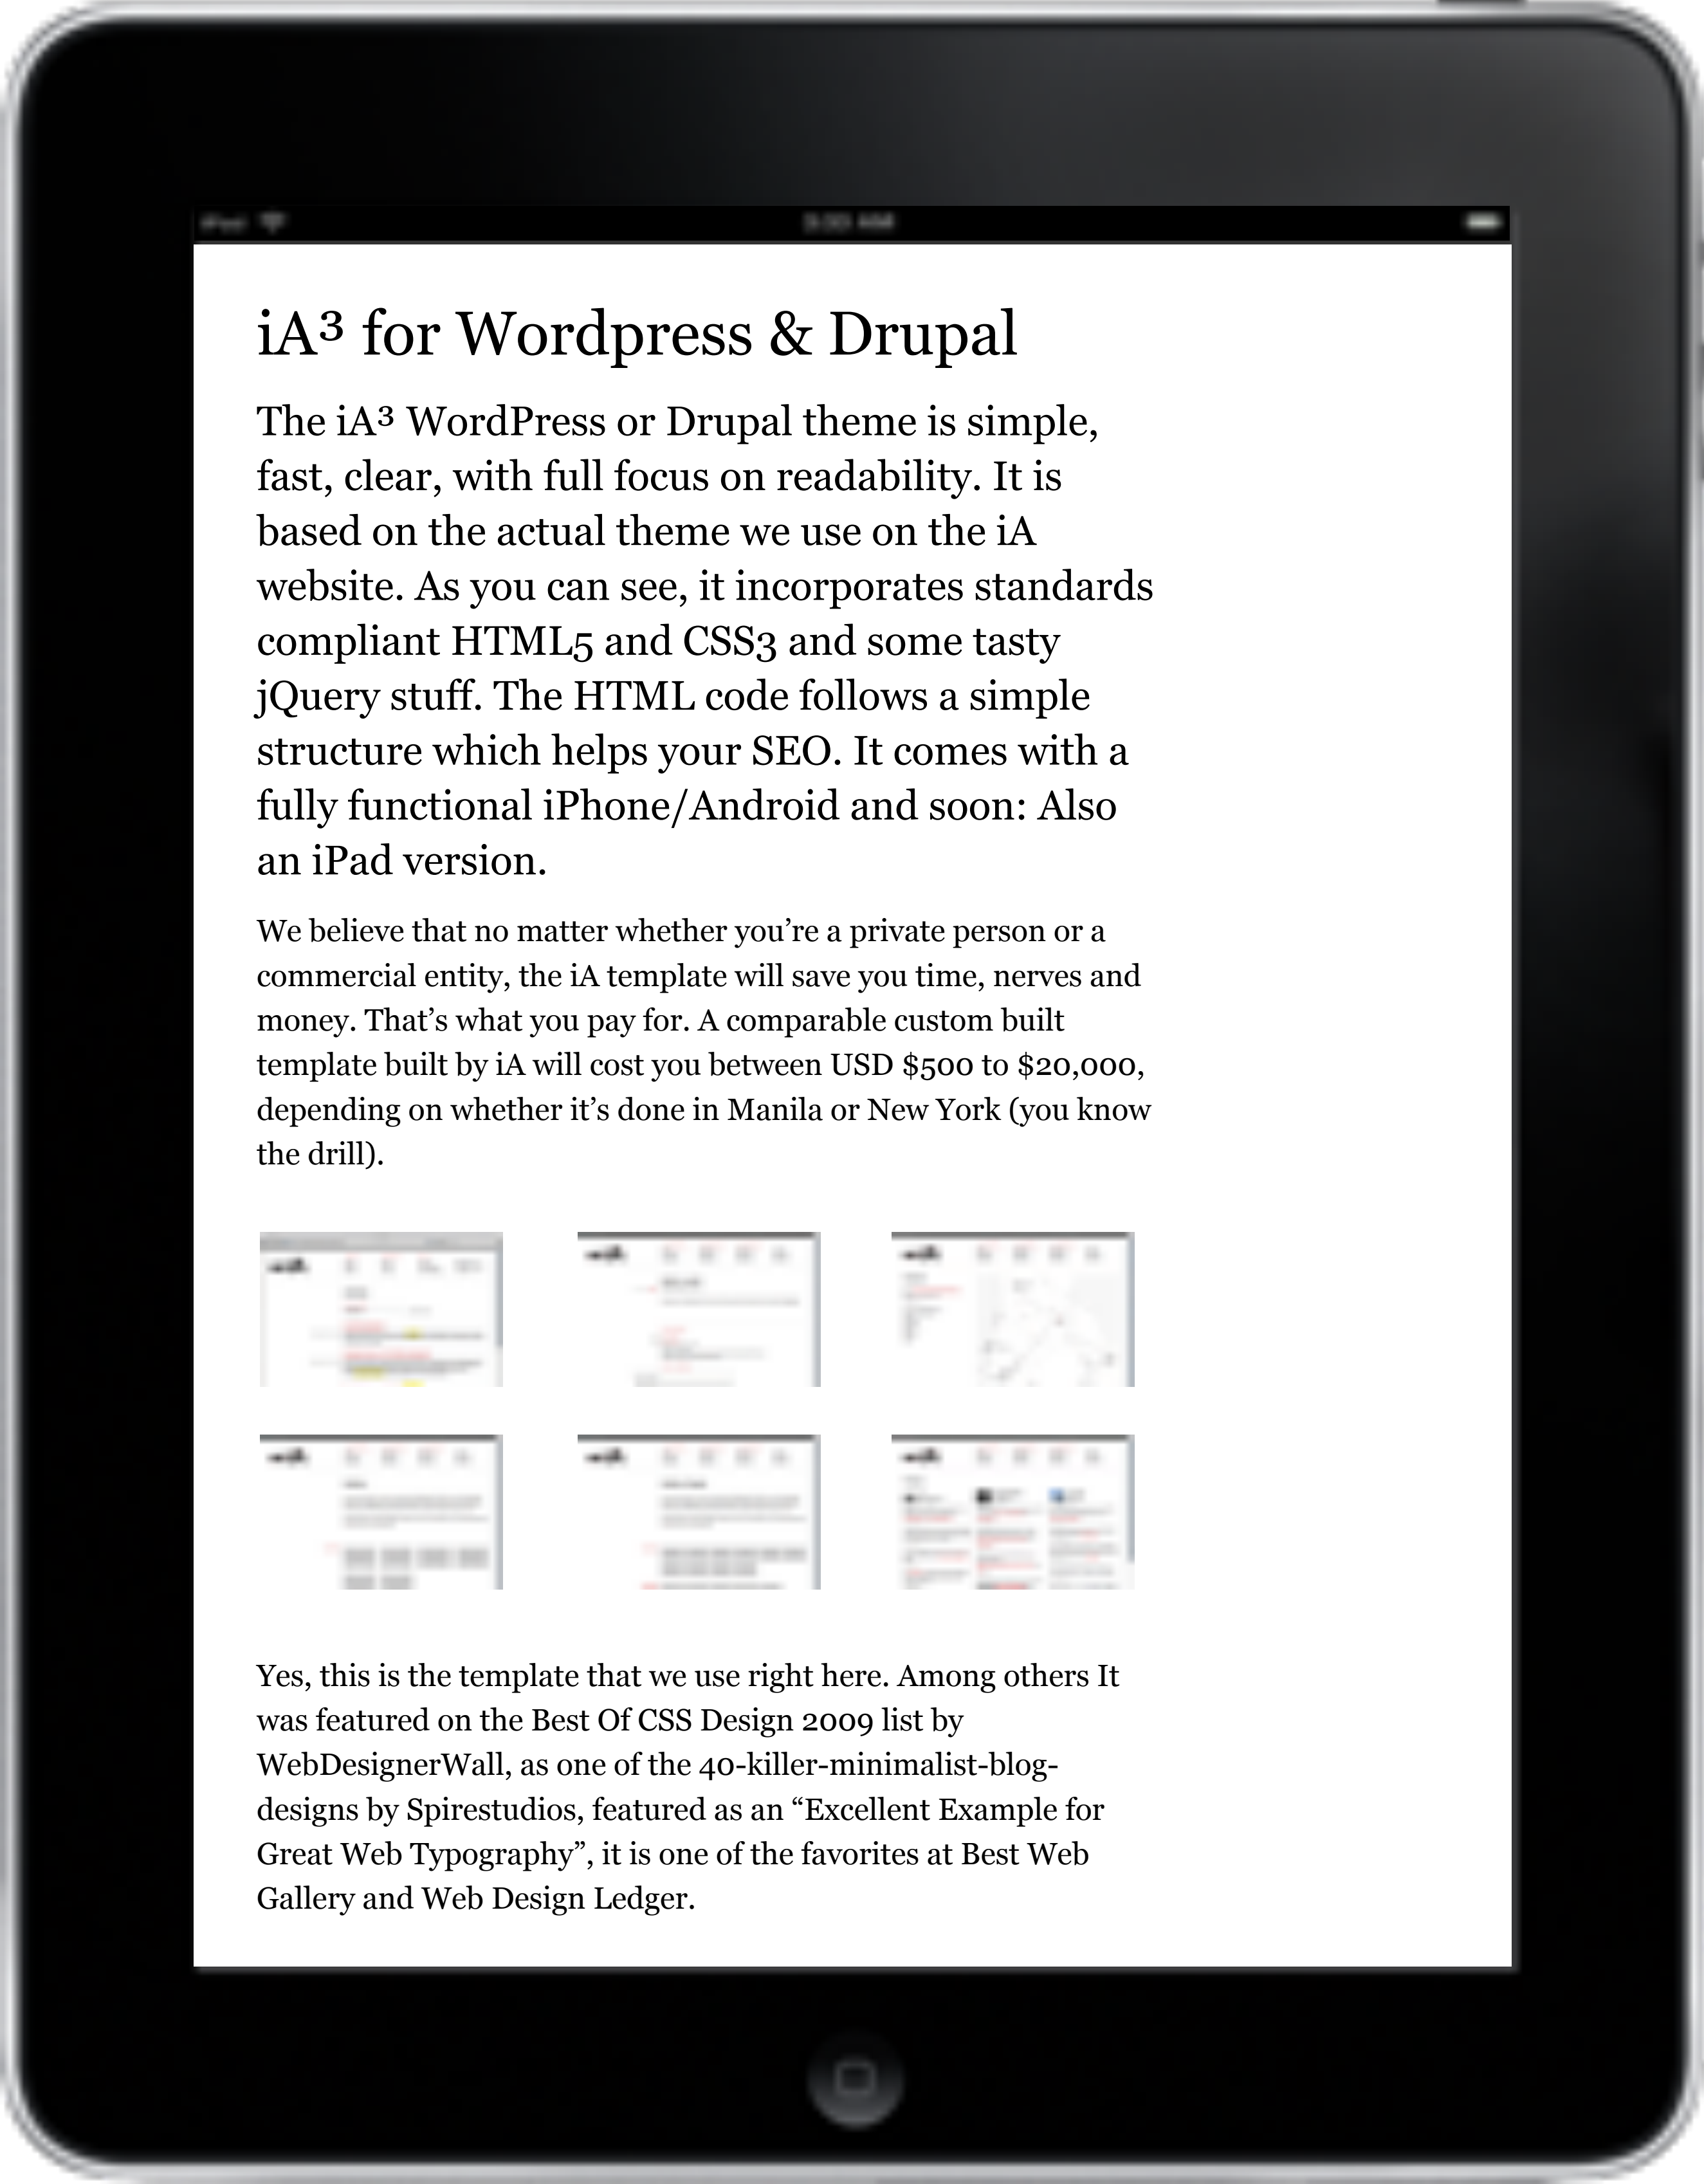 iA³ for Wordpress & Drupal
The iA³ WordPress or Drupal theme is simple,
fast, clear, with full focus on readability. It is
based on the actual theme we use on the iA
website. As you can see, it incorporates standards
compliant HTML5 and CSS3 and some tasty
jQuery stuff. The HTML code follows a simple
structure which helps your SEO. It comes with a
fully functional iPhone/Android and soon: Also
an iPad version.
We believe that no matter whether you’re a private person or a
commercial entity, the iA template will save you time, nerves and
money. That’s what you pay for. A comparable custom built
template built by iA will cost you between USD $500 to $20,000,
depending on whether it’s done in Manila or New York (you know
the drill).
Yes, this is the template that we use right here. Among others It
was featured on the Best Of CSS Design 2009 list by
WebDesignerWall, as one of the 40-killer-minimalist-blog-
designs by Spirestudios, featured as an “Excellent Example for
Great Web Typography”, it is one of the favorites at Best Web
Gallery and Web Design Ledger.